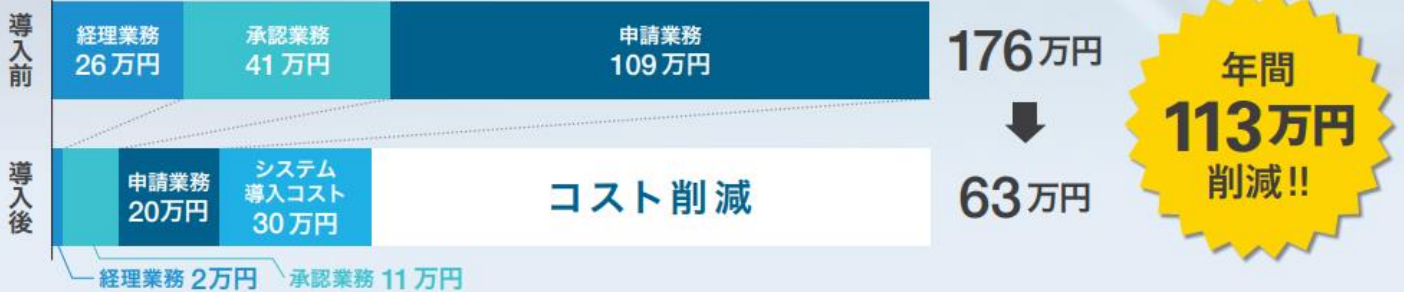 導入前
経理業務
26万円
承認業務
41万円
申請業務
109万円
176万円
年間
113万円
削減!!
導入後
申請業務
20万円
システム
導入コスト
30万円
コスト削減
63万円
経理業務 2万円
承認業務 11万円